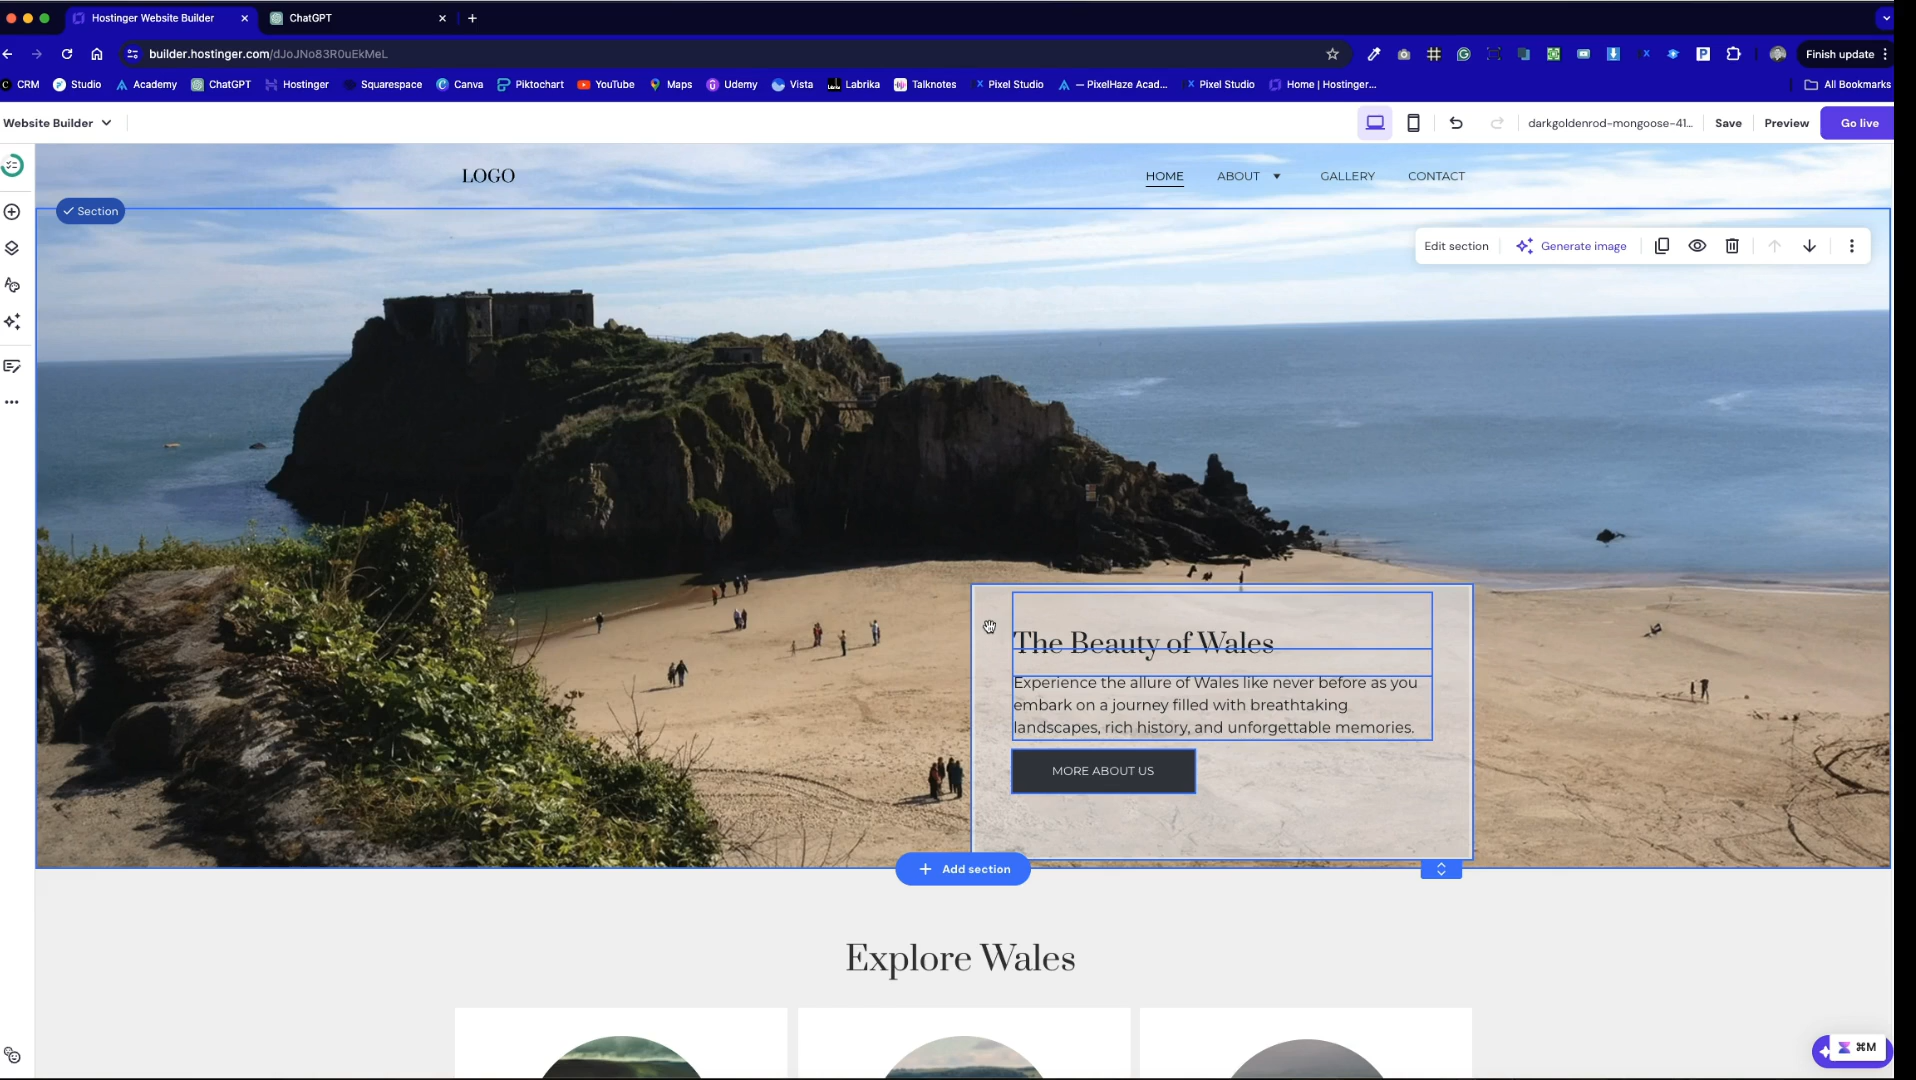 Hostinger Website Builder
ChatGPT
builder.hostinger.com/dJoJNo83R0uEkMeL
Finish update
CRM
Studio
Academy
ChatGPT
Hostinger
Squarespace
Canva
Piktochart
YouTube
Maps
Udemy
Vista
Labrika
Talknotes
Pixel Studio
— PixelHaze Acad...
Pixel Studio
Home | Hostinger...
All Bookmarks
Website Builder
darkgoldenrod-mongoose-41...
Save
Preview
Go live
LOGO
HOME
ABOUT
GALLERY
CONTACT
Section
Edit section
Generate image
The Beauty of Wales
Experience the allure of Wales like never before as you
embark on a journey filled with breathtaking
landscapes, rich history, and unforgettable memories.
MORE ABOUT US
+ Add section
Explore Wales
⌘M